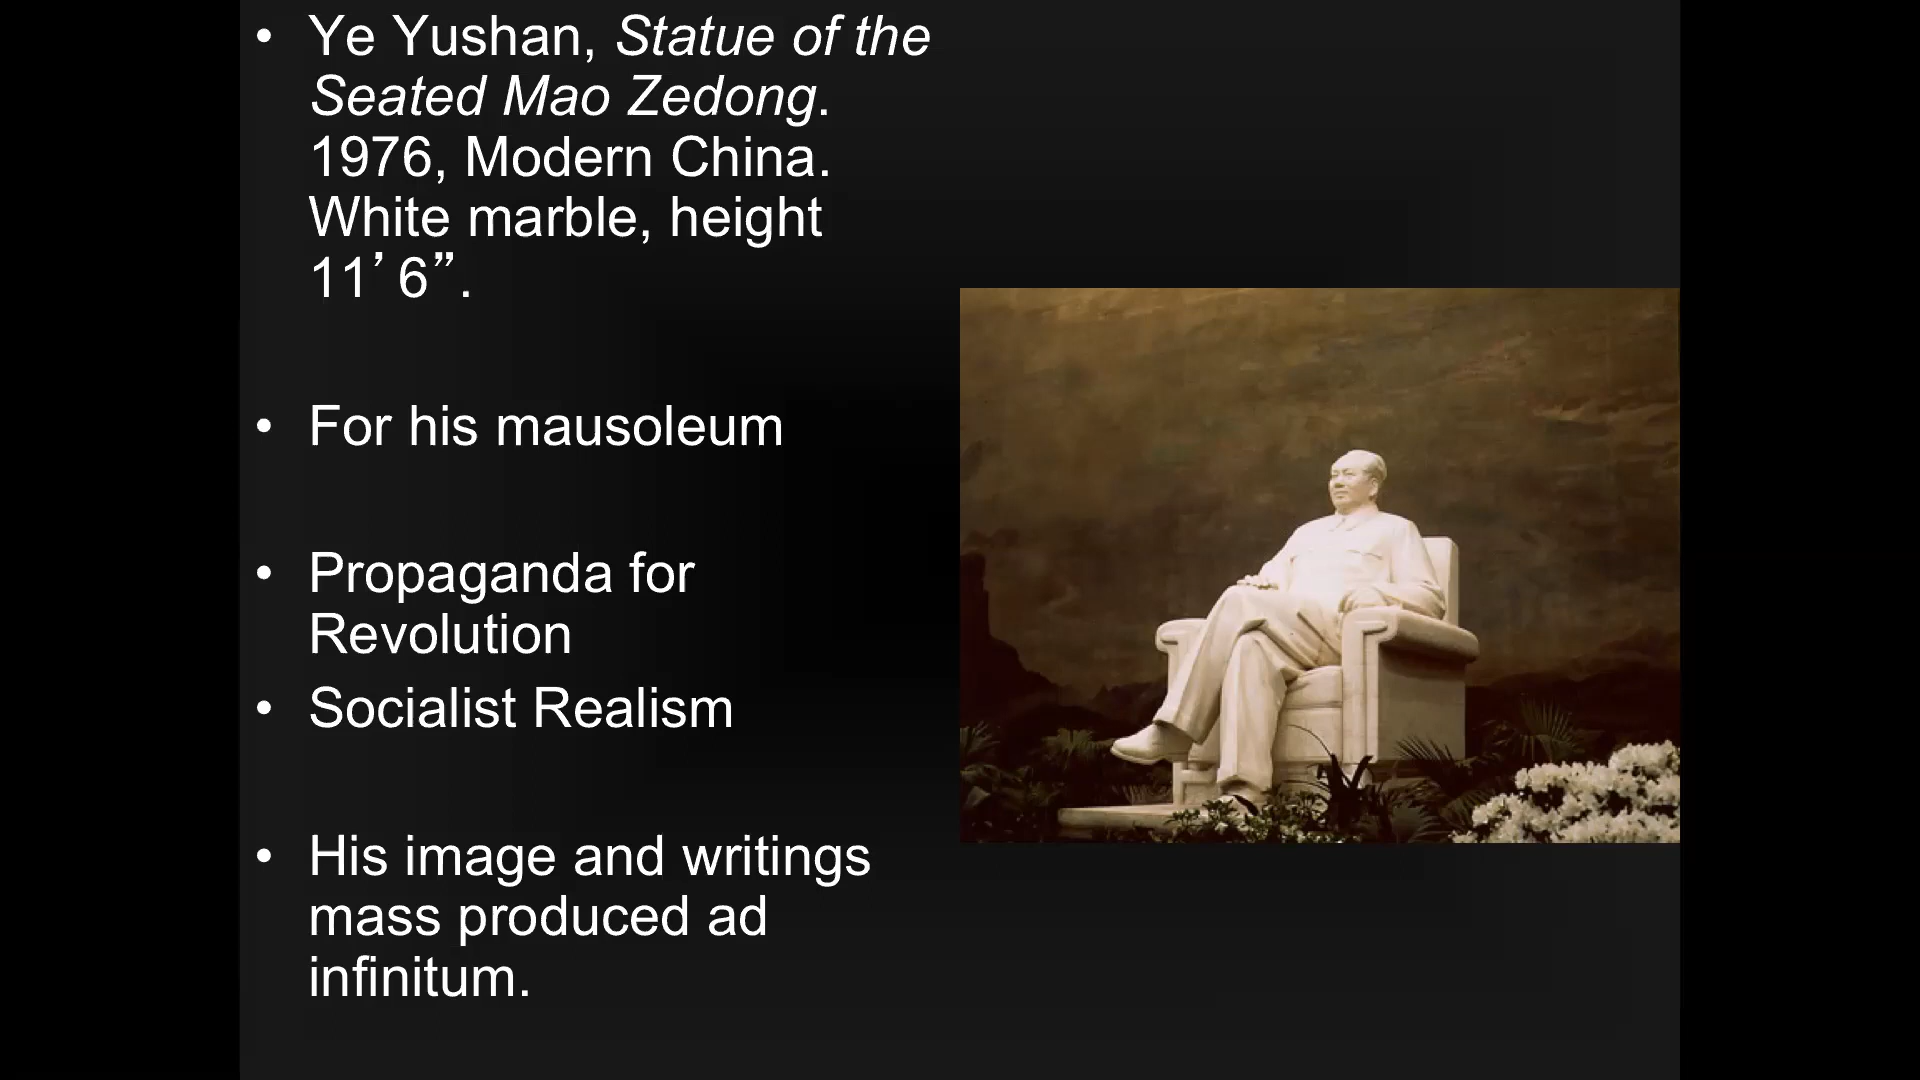 • Ye Yushan, Statue of the
Seated Mao Zedong.
1976, Modern China.
White marble, height
11’ 6”.
• For his mausoleum
• Propaganda for
Revolution
• Socialist Realism
• His image and writings
mass produced ad
infinitum.